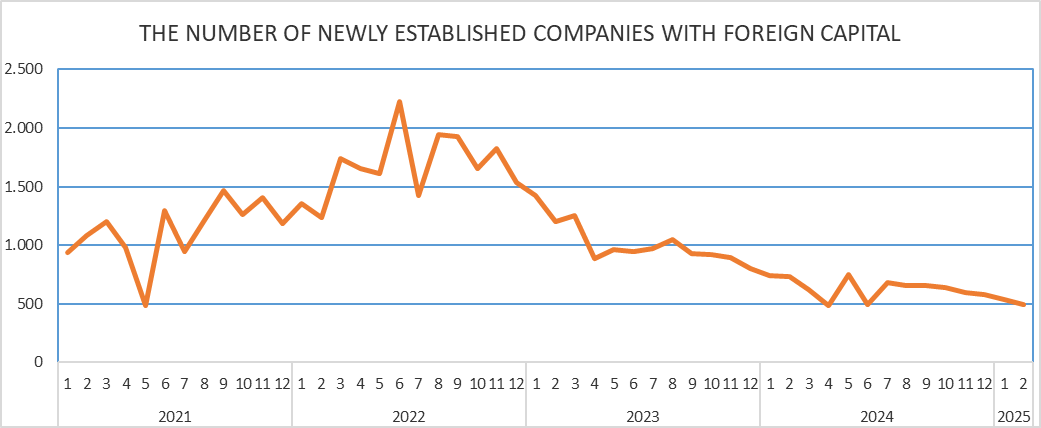 THE NUMBER OF NEWLY ESTABLISHED COMPANIES WITH FOREIGN CAPITAL
2.500
2.000
1.500
1.000
500
0
1 2 3 4 5 6 7 8 9 10 11 12 1 2 3 4 5 6 7 8 9 10 11 12 1 2 3 4 5 6 7 8 9 10 11 12 1 2 3 4 5 6 7 8 9 10 11 12 1 2
2021 2022 2023 2024 2025